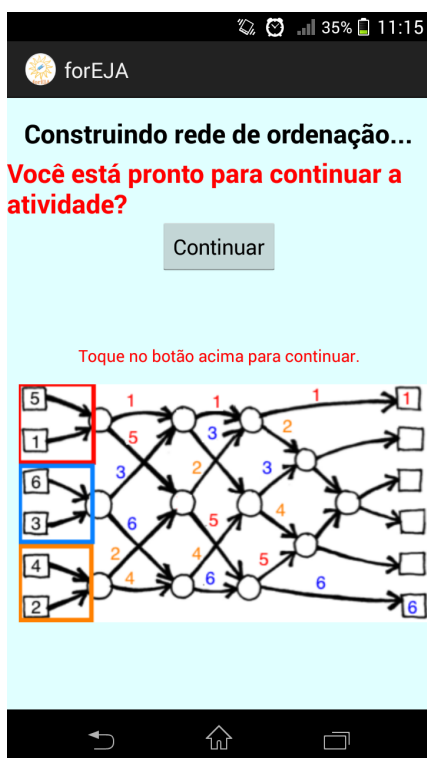 35% 11:15
forEJA
Construindo rede de ordenação...
Você está pronto para continuar a
atividade?
Continuar
Toque no botão acima para continuar.
5 1 1 1 1
1 5 3 2
6 3 2 3
3 6 5 4
4 2 4 5
2 4 6 6 6